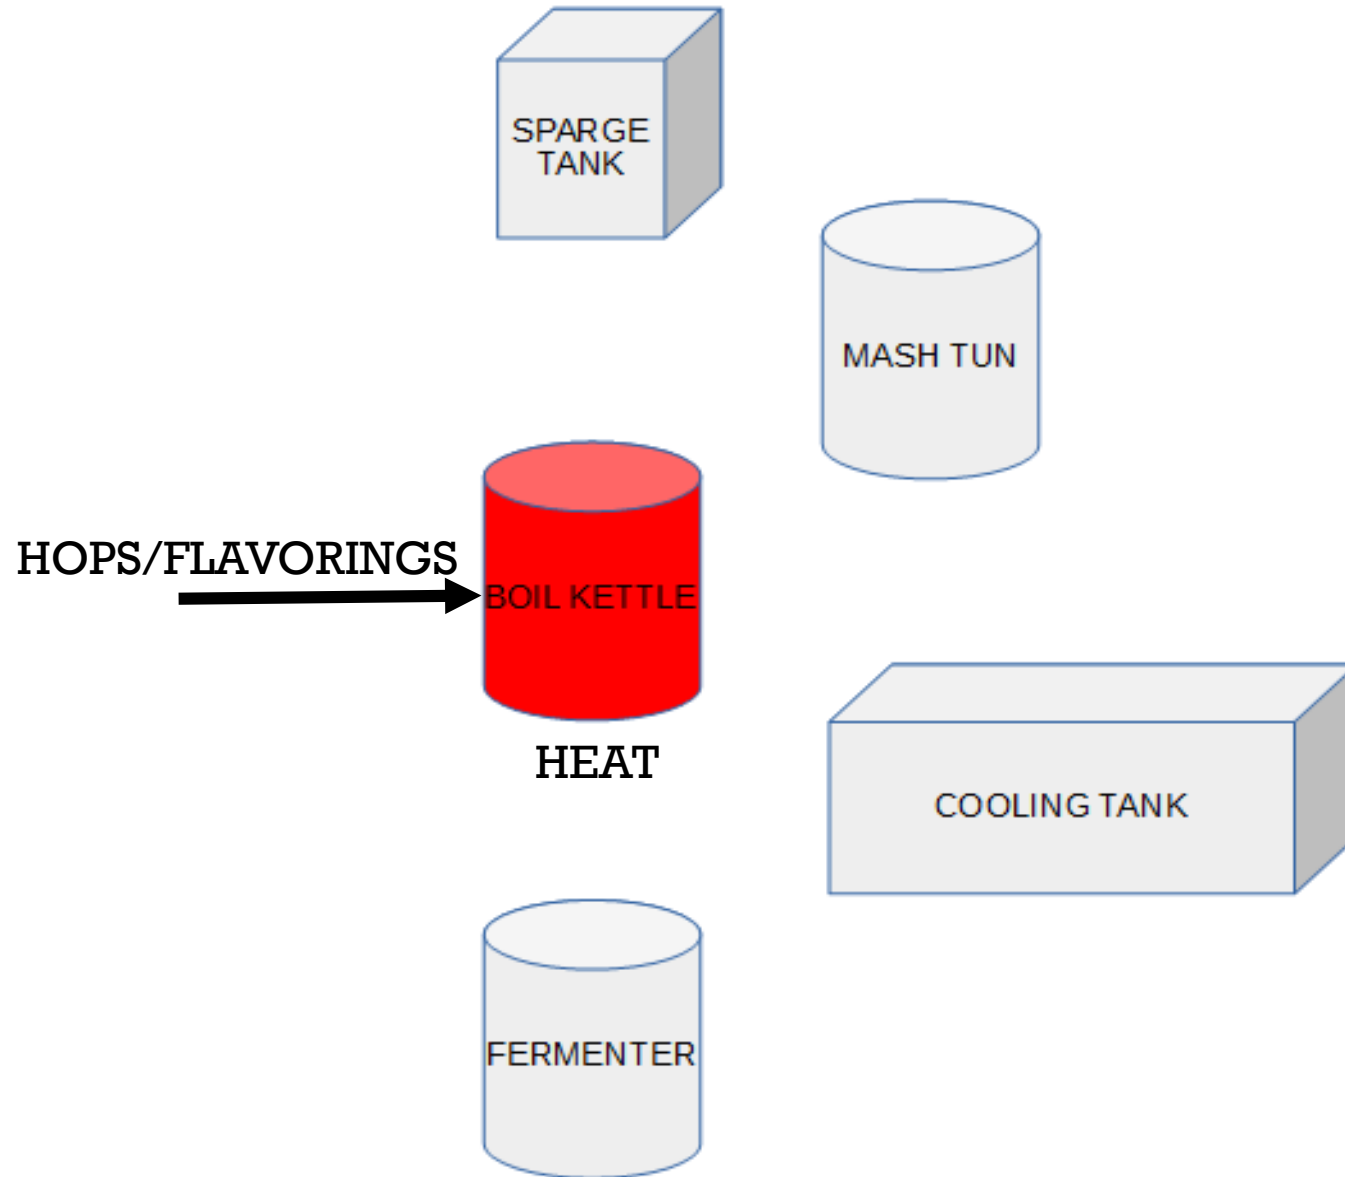 SPARGE
TANK
MASH TUN
HOPS/FLAVORINGS
BOIL KETTLE
HEAT
COOLING TANK
FERMENTER